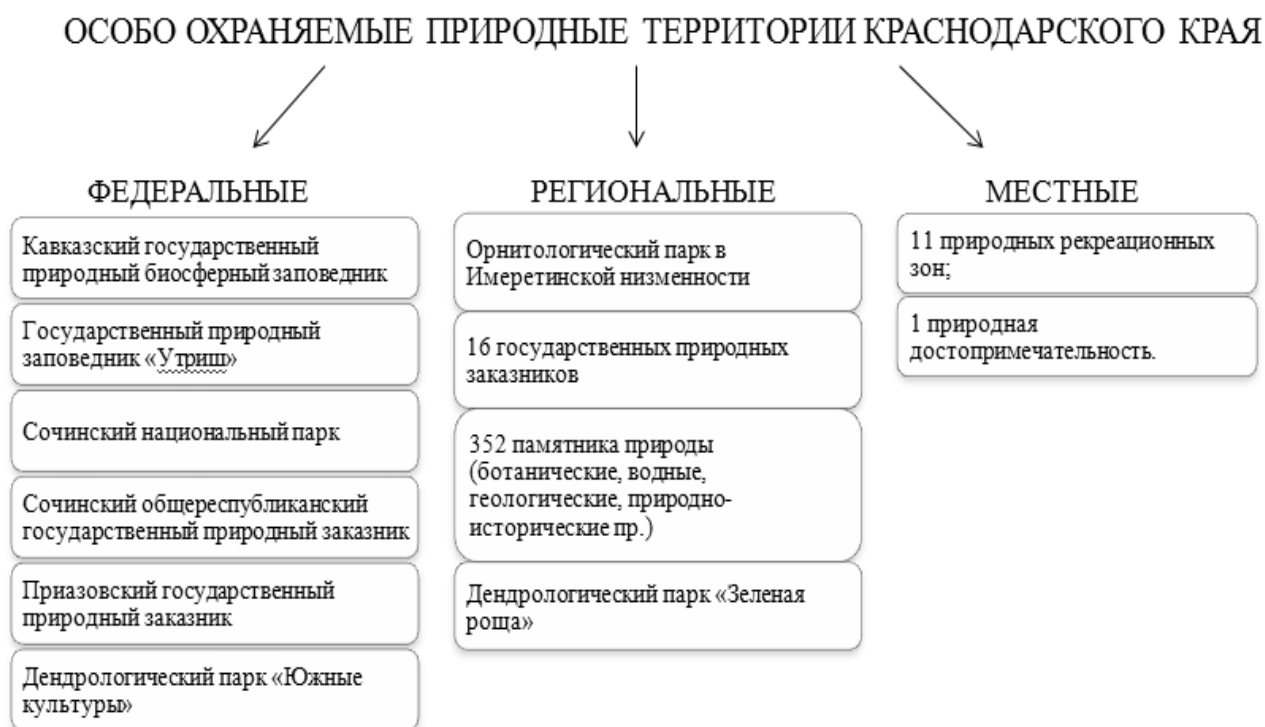 ОСОБО ОХРАНЯЕМЫЕ ПРИРОДНЫЕ ТЕРРИТОРИИ КРАСНОДАРСКОГО КРАЯ
ФЕДЕРАЛЬНЫЕ
Кавказский государственный
природный биосферный заповедник
Государственный природный
заповедник «Утриш»
Сочинский национальный парк
Сочинский общереспубликанский
государственный природный заказник
Приазовский государственный
природный заказник
Дендрологический парк «Южные
культуры»
РЕГИОНАЛЬНЫЕ
Орнитологический парк в
Имеретинской низменности
16 государственных природных
заказников
352 памятника природы
(ботанические, водные,
геологические, природно-
исторические пр.)
Дендрологический парк «Зеленая
роща»
МЕСТНЫЕ
11 природных рекреационных
зон;
1 природная
достопримечательность.